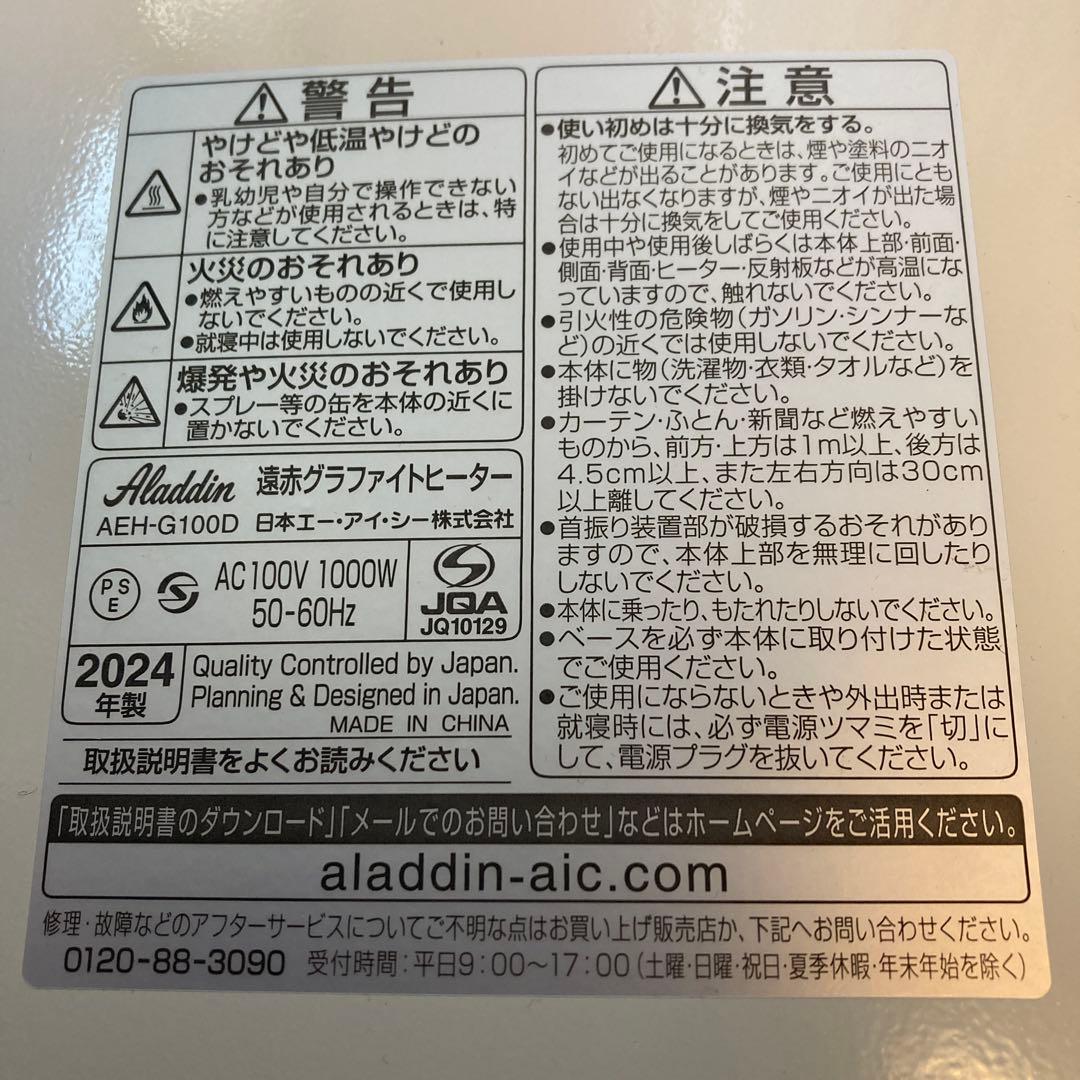 警告
やけどや低温やけどの
おそれあり
●乳幼児や自分で操作できない
方などが使用されるときは、特
に注意してください。
火災のおそれあり
●燃えやすいものの近くで使用し
ないでください。
●就寝中は使用しないでください。
爆発や火災のおそれあり
●スプレー等の缶を本体の近くに
置かないでください。
Aladdin 遠赤グラファイトヒーター
AEH-G100D 日本エー・アイ・シー株式会社
PSE
AC100V 1000W
50-60Hz
JQA
JQ10129
2024
年製
Quality Controlled by Japan.
Planning & Designed in Japan.
MADE IN CHINA
取扱説明書をよくお読みください
注意
●使い初めは十分に換気をする。
初めてご使用になるときは、煙や塗料のニオ
イなどが出ることがあります。ご使用にとも
ない出なくなりますが、煙やニオイが出た場
合は十分に換気をしてご使用ください。
●使用中や使用後しばらくは本体上部・前面・
側面・背面・ヒーター・反射板などが高温にな
っていますので、触れないでください。
●引火性の危険物(ガソリン・シンナーな
ど)の近くでは使用しないでください。
●本体に物(洗濯物・衣類・タオルなど)を
掛けないでください。
●カーテン・ふとん・新聞など燃えやすい
ものから、前方・上方は1m以上、後方は
4.5cm以上、また左右方向は30cm
以上離してください。
●首振り装置部が破損するおそれがあり
ますので、本体上部を無理に回したり
しないでください。
●本体に乗ったり、もたれたりしないでください。
●ベースを必ず本体に取り付けた状態
でご使用ください。
●ご使用にならないときや外出時または
就寝時には、必ず電源ツマミを「切」に
して、電源プラグを抜いてください。
「取扱説明書のダウンロード」「メールでのお問い合わせ」などはホームページをご活用ください。
aladdin-aic.com
修理・故障などのアフターサービスについてご不明な点はお買い上げ販売店か、下記へお問い合わせください。
0120-88-3090 受付時間:平日9:00~17:00(土曜・日曜・祝日・夏季休暇・年末年始を除く)